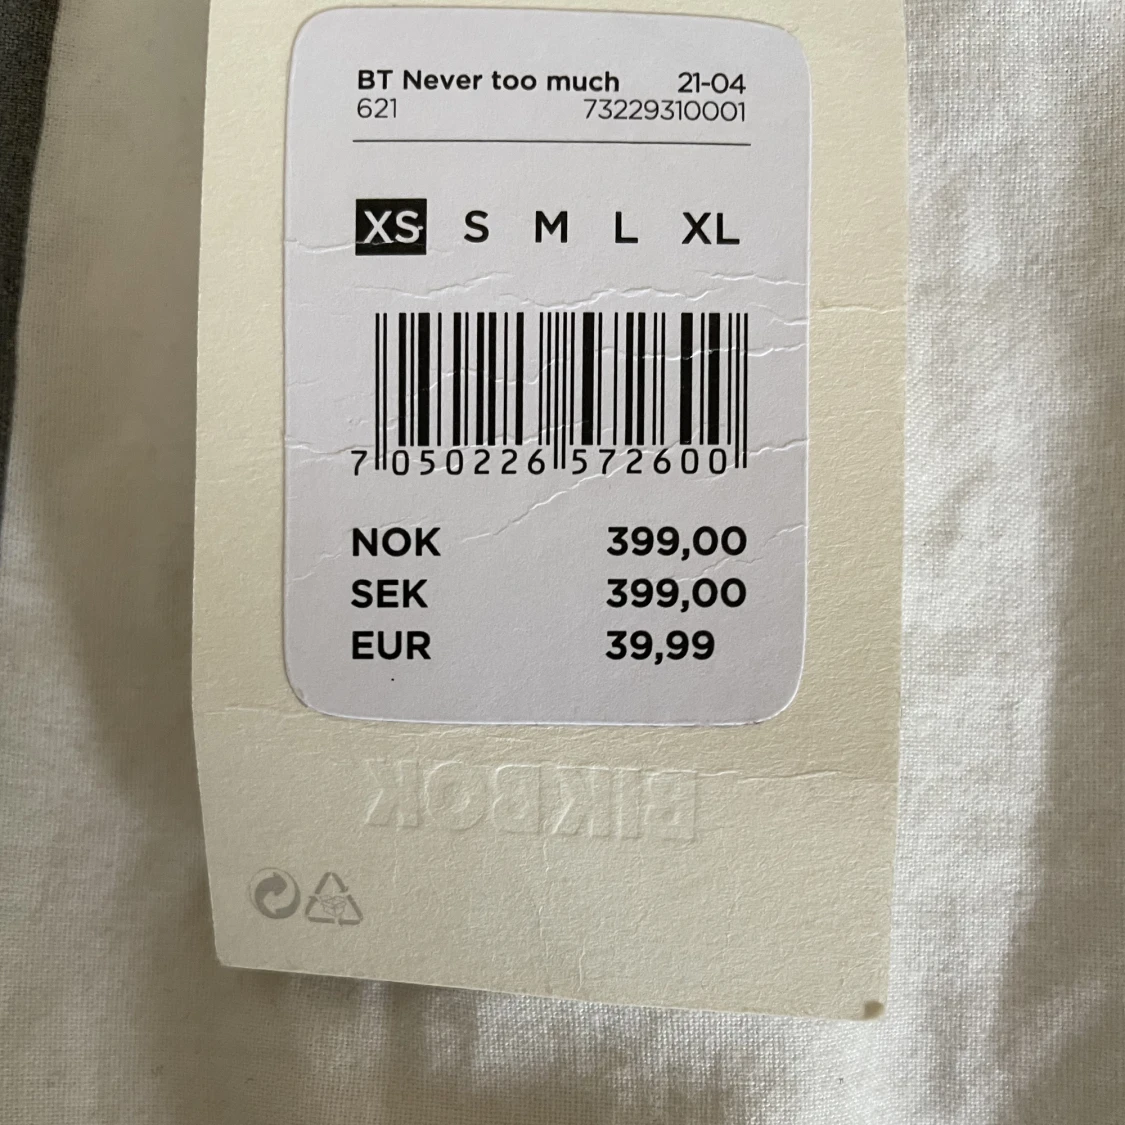 BT Never too much 21-04
621 73229310001
XS S M L XL
7 050226 572600
NOK 399,00
SEK 399,00
EUR 39,99
BIKBOK